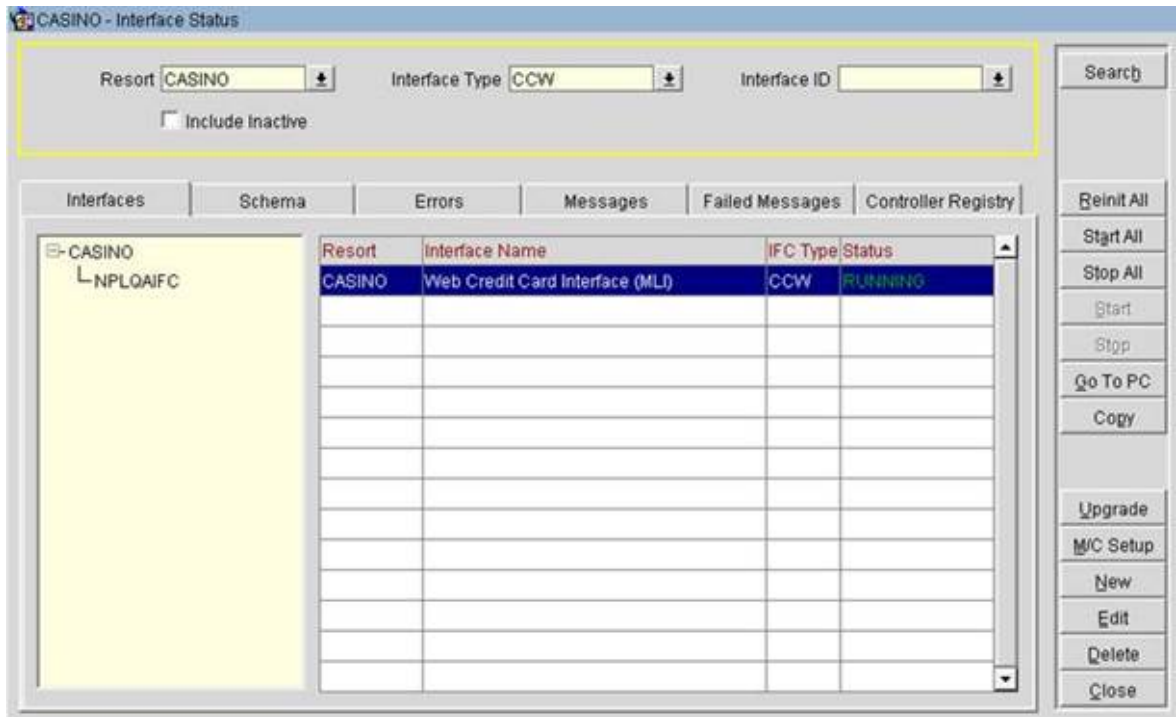 CASINO - Interface Status
Resort CASINO Interface Type CCW Interface ID
Include Inactive
Search
Interfaces Schema Errors Messages Failed Messages Controller Registry
CASINO
NPLQAIFC
Resort Interface Name IFC Type Status
CASINO Web Credit Card Interface (MLI) CCW RUNNING
Reinit All
Start All
Stop All
Start
Stop
Go To PC
Copy
Upgrade
M/C Setup
New
Edit
Delete
Close